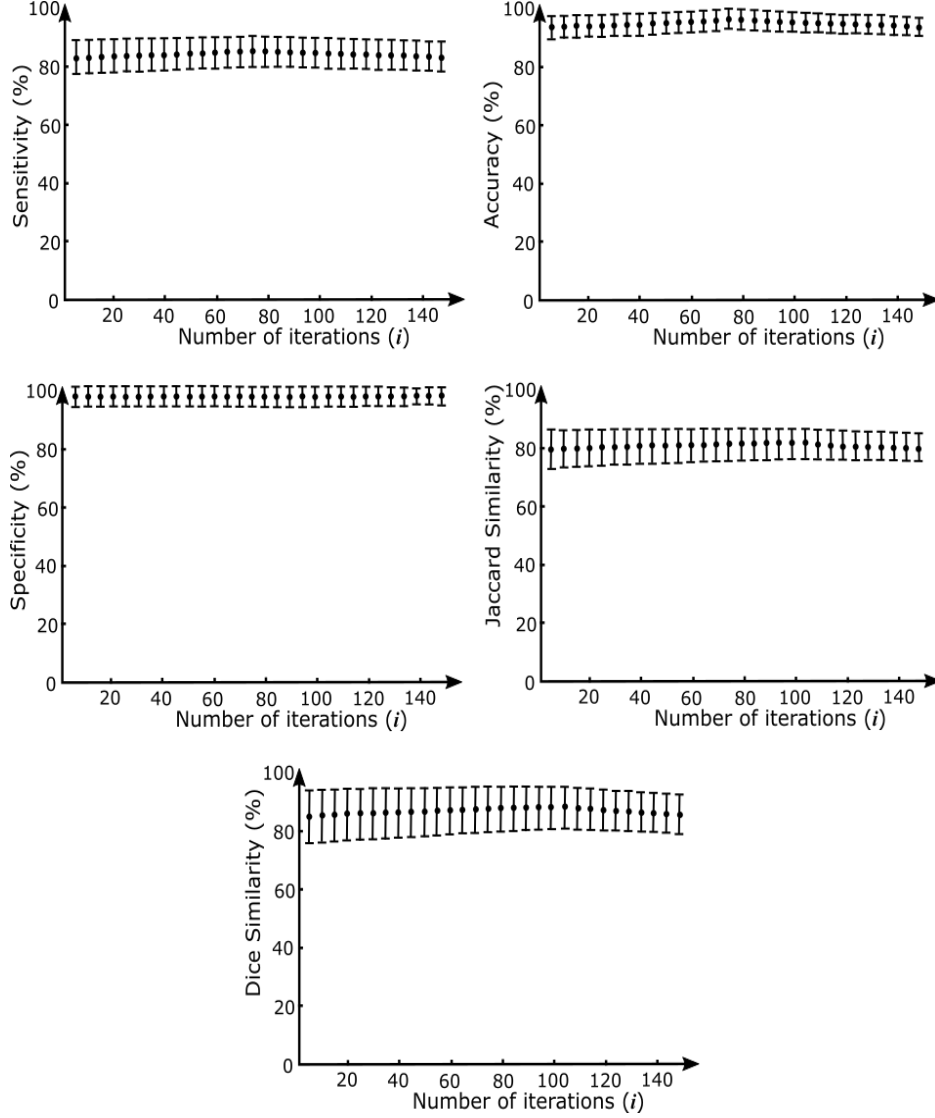 100
80
60
40
20
0
Sensitivity (%)
20 40 60 80 100 120 140
Number of iterations (i)
100
80
60
40
20
0
Accuracy (%)
20 40 60 80 100 120 140
Number of iterations (i)
100
80
60
40
20
0
Specificity (%)
20 40 60 80 100 120 140
Number of iterations (i)
100
80
60
40
20
0
Jaccard Similarity (%)
20 40 60 80 100 120 140
Number of iterations (i)
100
80
60
40
20
0
Dice Similarity (%)
20 40 60 80 100 120 140
Number of iterations (i)